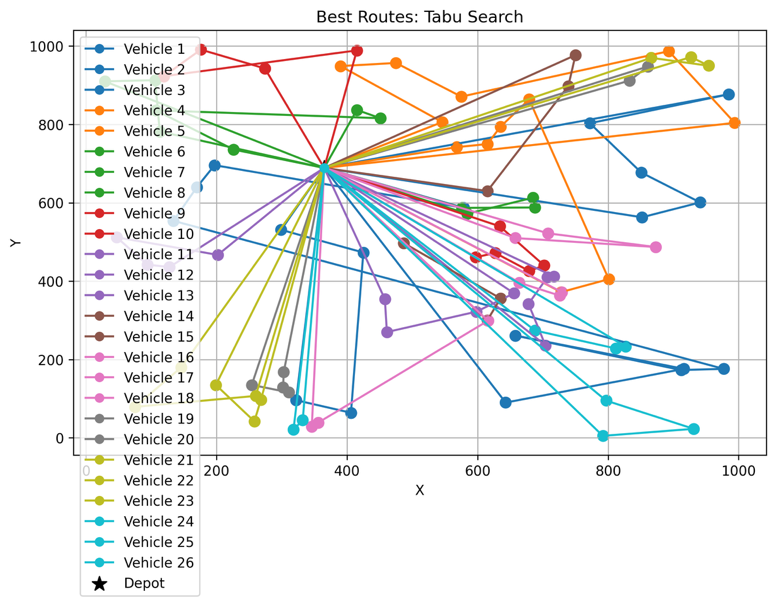 Best Routes: Tabu Search
Y
1000
800
600
400
200
0
0
200
400
600
800
1000
X
Vehicle 1
Vehicle 2
Vehicle 3
Vehicle 4
Vehicle 5
Vehicle 6
Vehicle 7
Vehicle 8
Vehicle 9
Vehicle 10
Vehicle 11
Vehicle 12
Vehicle 13
Vehicle 14
Vehicle 15
Vehicle 16
Vehicle 17
Vehicle 18
Vehicle 19
Vehicle 20
Vehicle 21
Vehicle 22
Vehicle 23
Vehicle 24
Vehicle 25
Vehicle 26
Depot